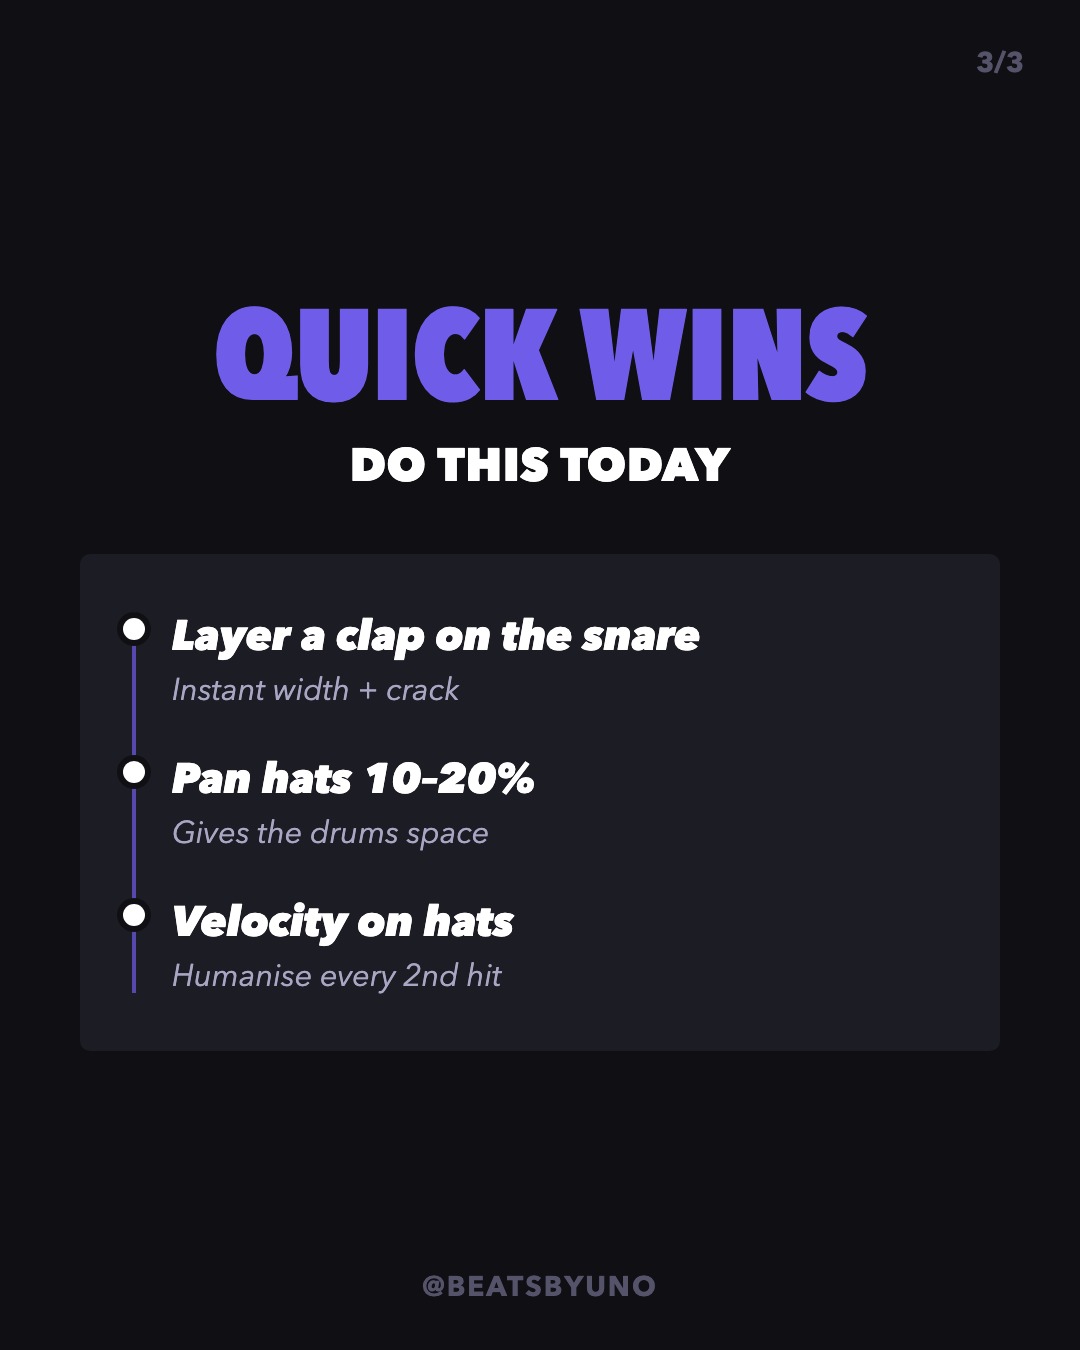 3/3
QUICK WINS
DO THIS TODAY
Layer a clap on the snare
Instant width + crack
Pan hats 10–20%
Gives the drums space
Velocity on hats
Humanise every 2nd hit
@BEATSBYUNO